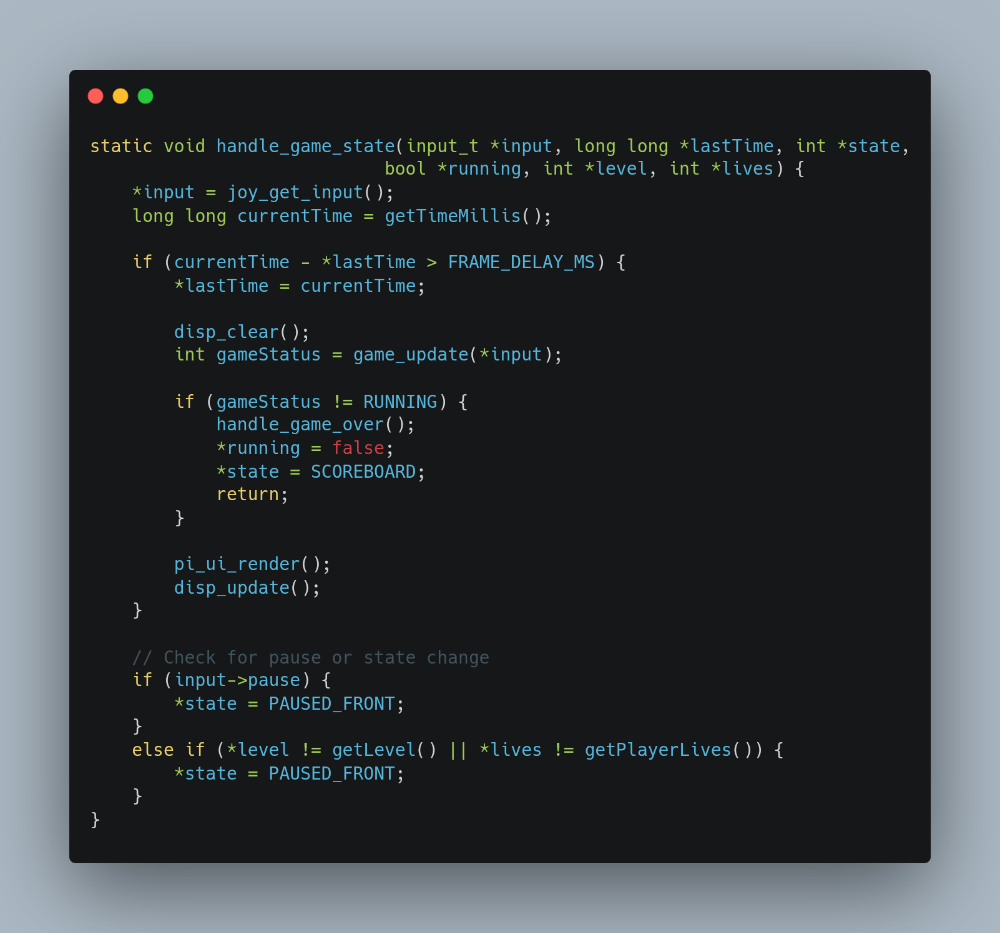 static void handle_game_state(input_t *input, long long *lastTime, int *state,
                            bool *running, int *level, int *lives) {
    *input = joy_get_input();
    long long currentTime = getTimeMillis();

    if (currentTime - *lastTime > FRAME_DELAY_MS) {
        *lastTime = currentTime;

        disp_clear();
        int gameStatus = game_update(*input);

        if (gameStatus != RUNNING) {
            handle_game_over();
            *running = false;
            *state = SCOREBOARD;
            return;
        }

        pi_ui_render();
        disp_update();
    }

    // Check for pause or state change
    if (input->pause) {
        *state = PAUSED_FRONT;
    }
    else if (*level != getLevel() || *lives != getPlayerLives()) {
        *state = PAUSED_FRONT;
    }
}